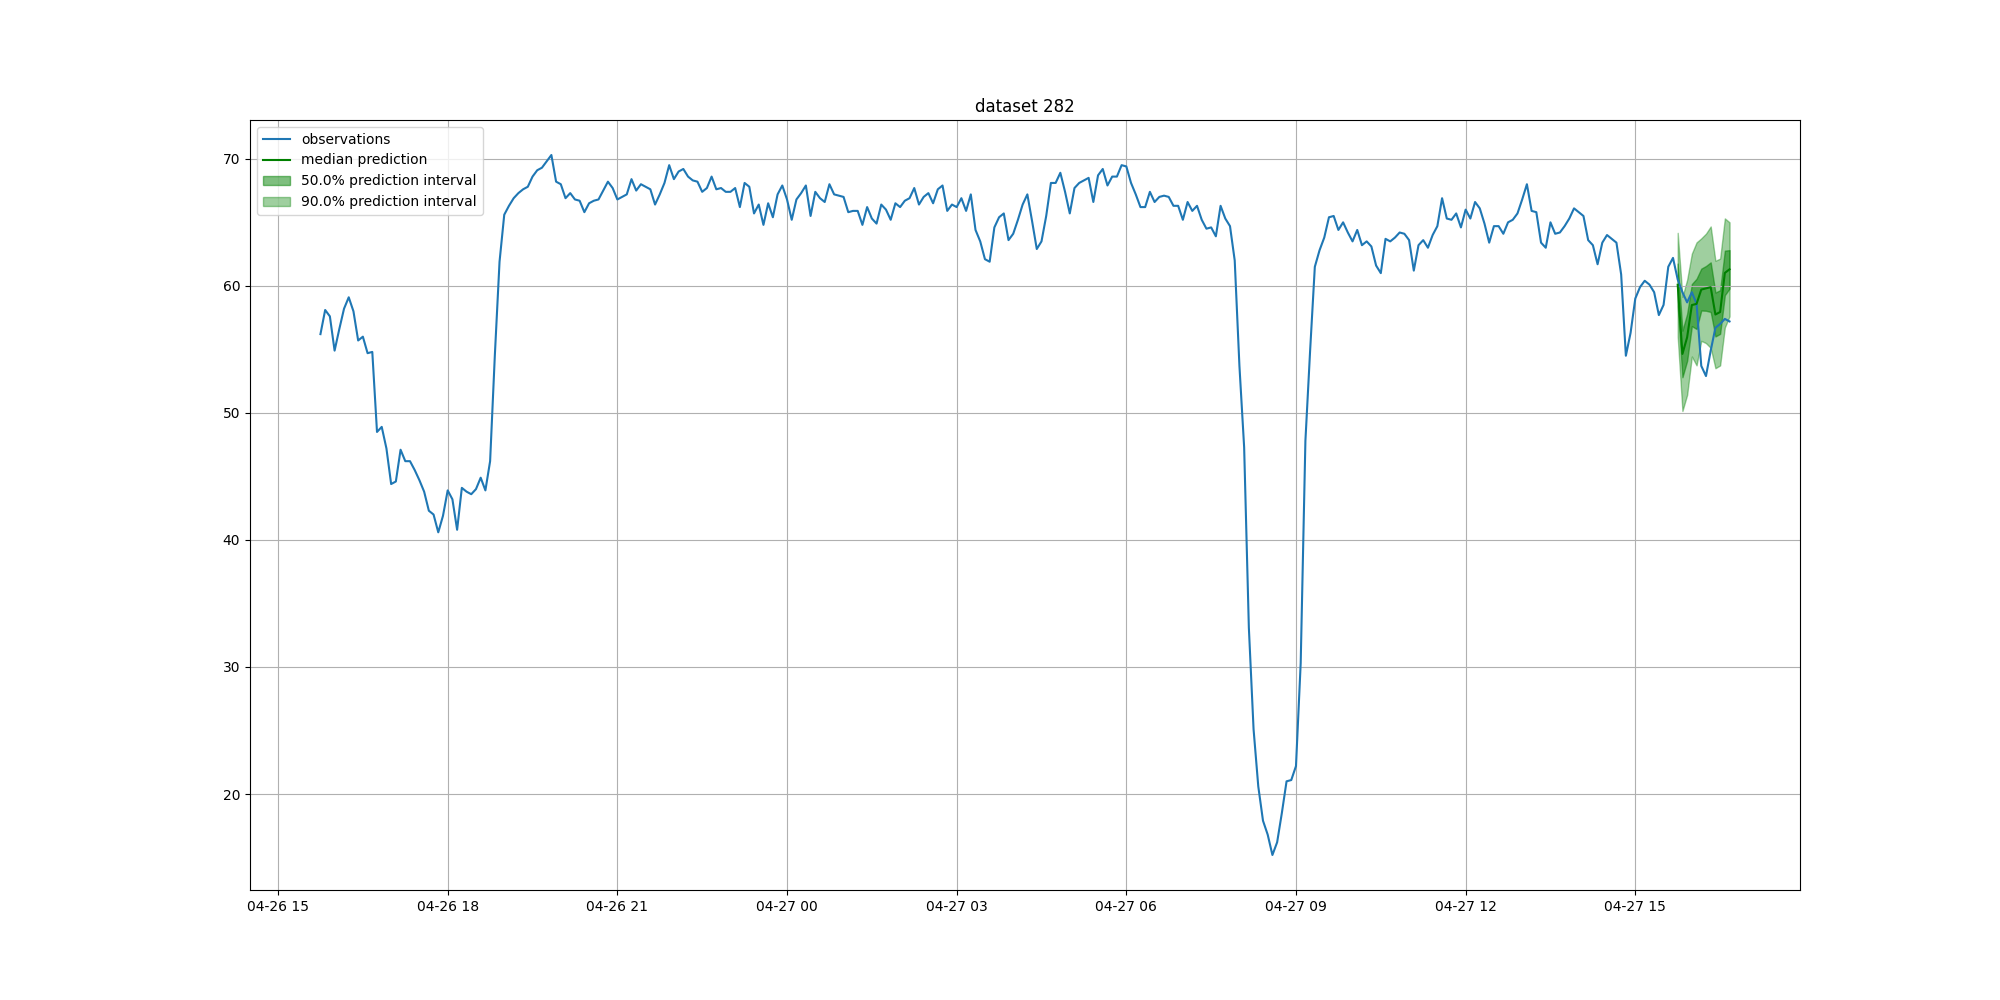 dataset 282
observations
median prediction
50.0% prediction interval
90.0% prediction interval
70
60
50
40
30
20
04-26 15 04-26 18 04-26 21 04-27 00 04-27 03 04-27 06 04-27 09 04-27 12 04-27 15